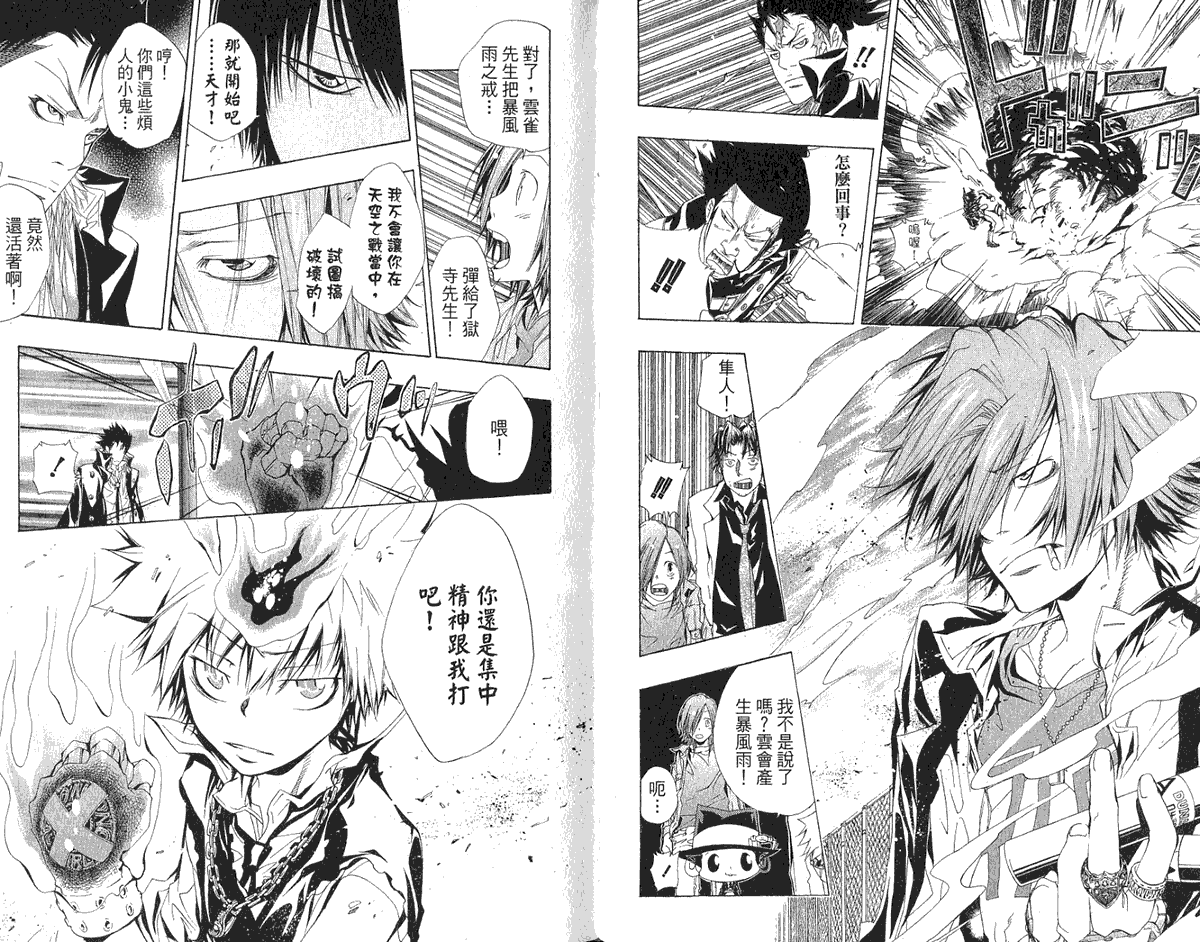 !!
嗚喔!
怎麼回事?
!!
隼人!
!!
我不是說了
嗎?雲會產
生暴風雨!
呃…
!
對了,雲雀
先生把暴風
雨之戒…
彈給了獄
寺先生!
那就開始吧
……天才!
我不會讓你在
天空之戰當中,
試圖搞
破壞的!
哼!
你們這些煩
人的小鬼…
竟然
還活著啊!
喂!
!
你還是集中
精神跟我打
吧!